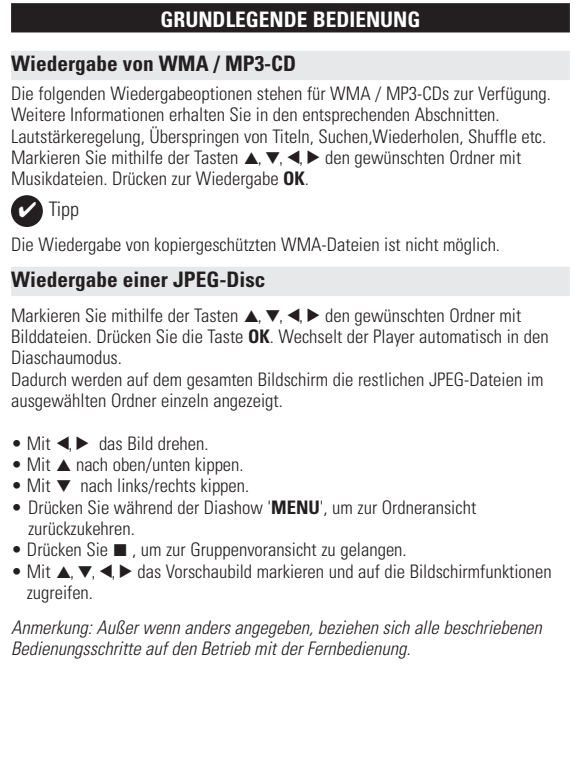 GRUNDLEGENDE BEDIENUNG
Wiedergabe von WMA / MP3-CD
Die folgenden Wiedergabeoptionen stehen für WMA / MP3-CDs zur Verfügung.
Weitere Informationen erhalten Sie in den entsprechenden Abschnitten.
Lautstärkeregelung, Überspringen von Titeln, Suchen,Wiederholen, Shuffle etc.
Markieren Sie mithilfe der Tasten ▲, ▼, ◀, ▶ den gewünschten Ordner mit
Musikdateien. Drücken zur Wiedergabe OK.
✔ Tipp
Die Wiedergabe von kopiergeschützten WMA-Dateien ist nicht möglich.
Wiedergabe einer JPEG-Disc
Markieren Sie mithilfe der Tasten ▲, ▼, ◀, ▶ den gewünschten Ordner mit
Bilddateien. Drücken Sie die Taste OK. Wechselt der Player automatisch in den
Diaschaumodus.
Dadurch werden auf dem gesamten Bildschirm die restlichen JPEG-Dateien im
ausgewählten Ordner einzeln angezeigt.
• Mit ◀, ▶ das Bild drehen.
• Mit ▲ nach oben/unten kippen.
• Mit ▼ nach links/rechts kippen.
• Drücken Sie während der Diashow 'MENU', um zur Ordneransicht
zurückzukehren.
• Drücken Sie ■ , um zur Gruppenvoransicht zu gelangen.
• Mit ▲, ▼, ◀, ▶ das Vorschaubild markieren und auf die Bildschirmfunktionen
zugreifen.
Anmerkung: Außer wenn anders angegeben, beziehen sich alle beschriebenen
Bedienungsschritte auf den Betrieb mit der Fernbedienung.